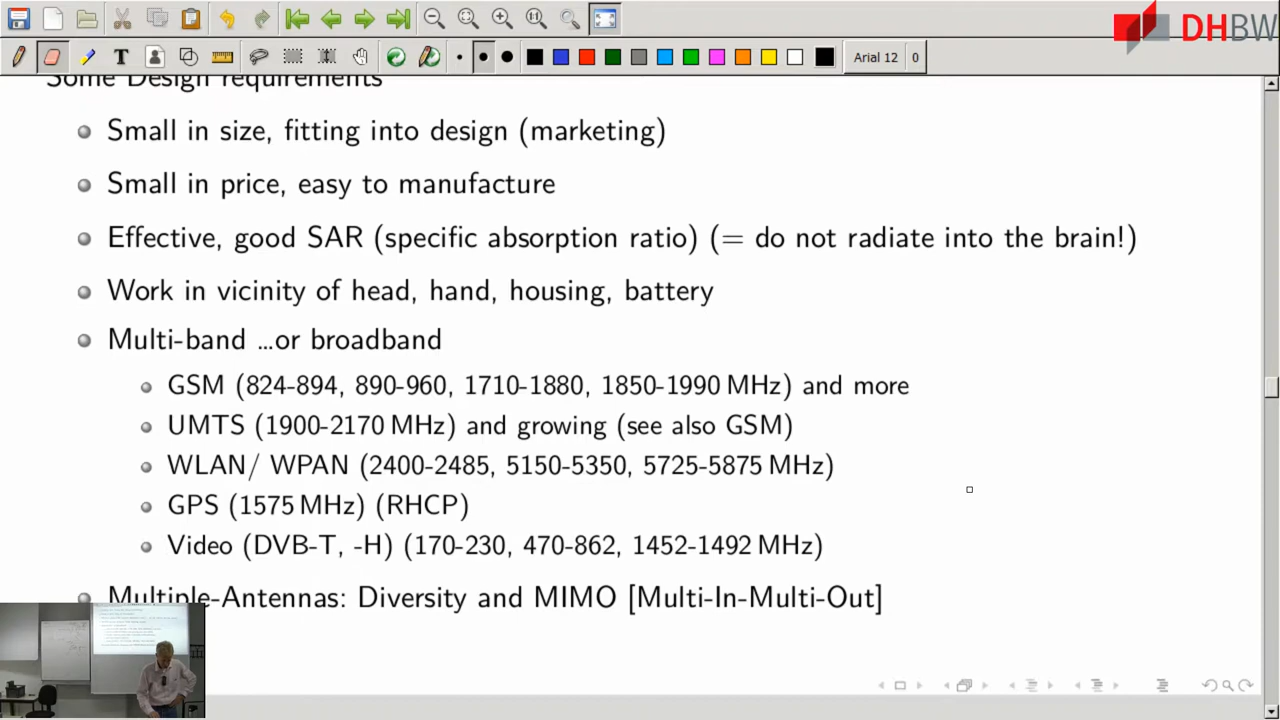 DHBW
Arial 12
0
Some Design requirements
Small in size, fitting into design (marketing)
Small in price, easy to manufacture
Effective, good SAR (specific absorption ratio) (= do not radiate into the brain!)
Work in vicinity of head, hand, housing, battery
Multi-band ...or broadband
GSM (824-894, 890-960, 1710-1880, 1850-1990 MHz) and more
UMTS (1900-2170 MHz) and growing (see also GSM)
WLAN/ WPAN (2400-2485, 5150-5350, 5725-5875 MHz)
GPS (1575 MHz) (RHCP)
Video (DVB-T, -H) (170-230, 470-862, 1452-1492 MHz)
Multiple-Antennas: Diversity and MIMO [Multi-In-Multi-Out]